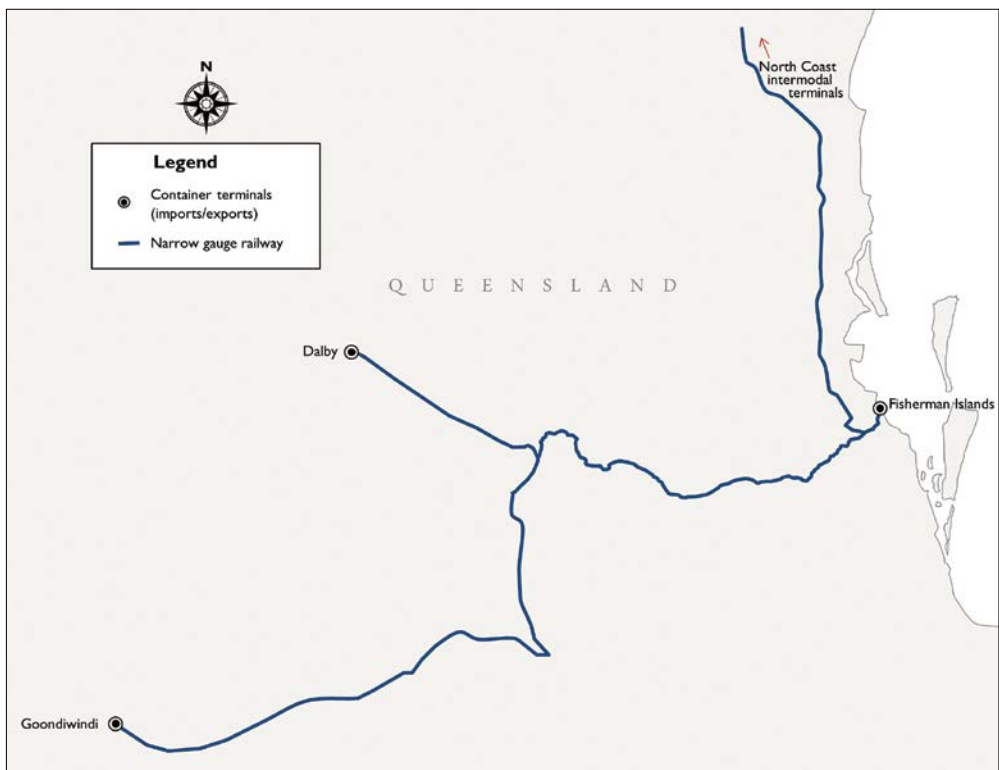 North Coast
intermodal
terminals
N
Legend
Container terminals
(imports/exports)
Narrow gauge railway
QUEENSLAND
Dalby
Fisherman Islands
Goondiwindi